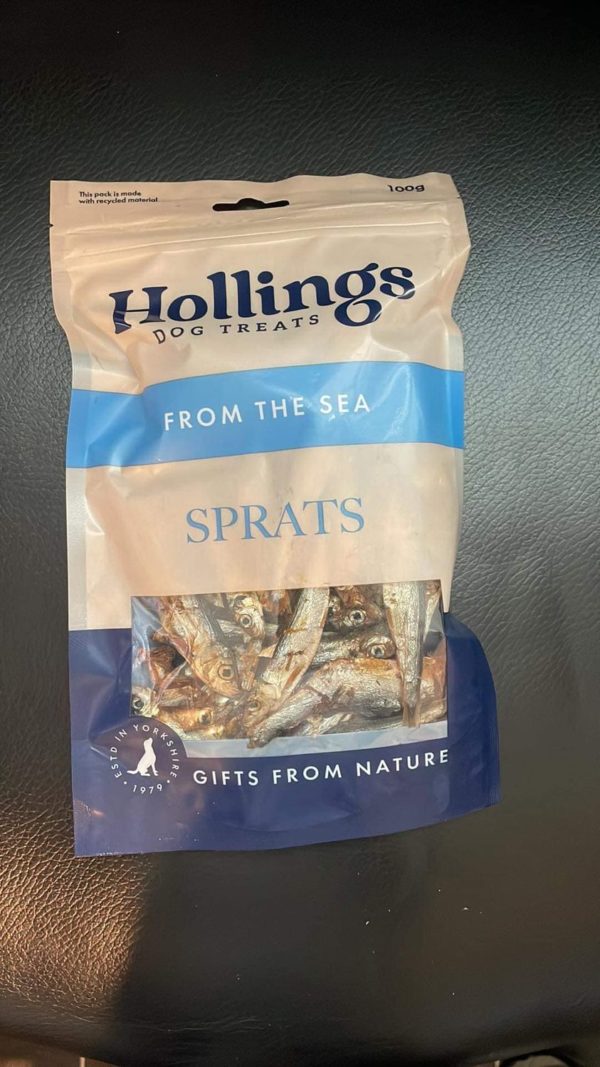 This pack is made
with recycled material
100g
Hollings
DOG TREATS
FROM THE SEA
SPRATS
ESTD IN YORKSHIRE
1979
GIFTS FROM NATURE